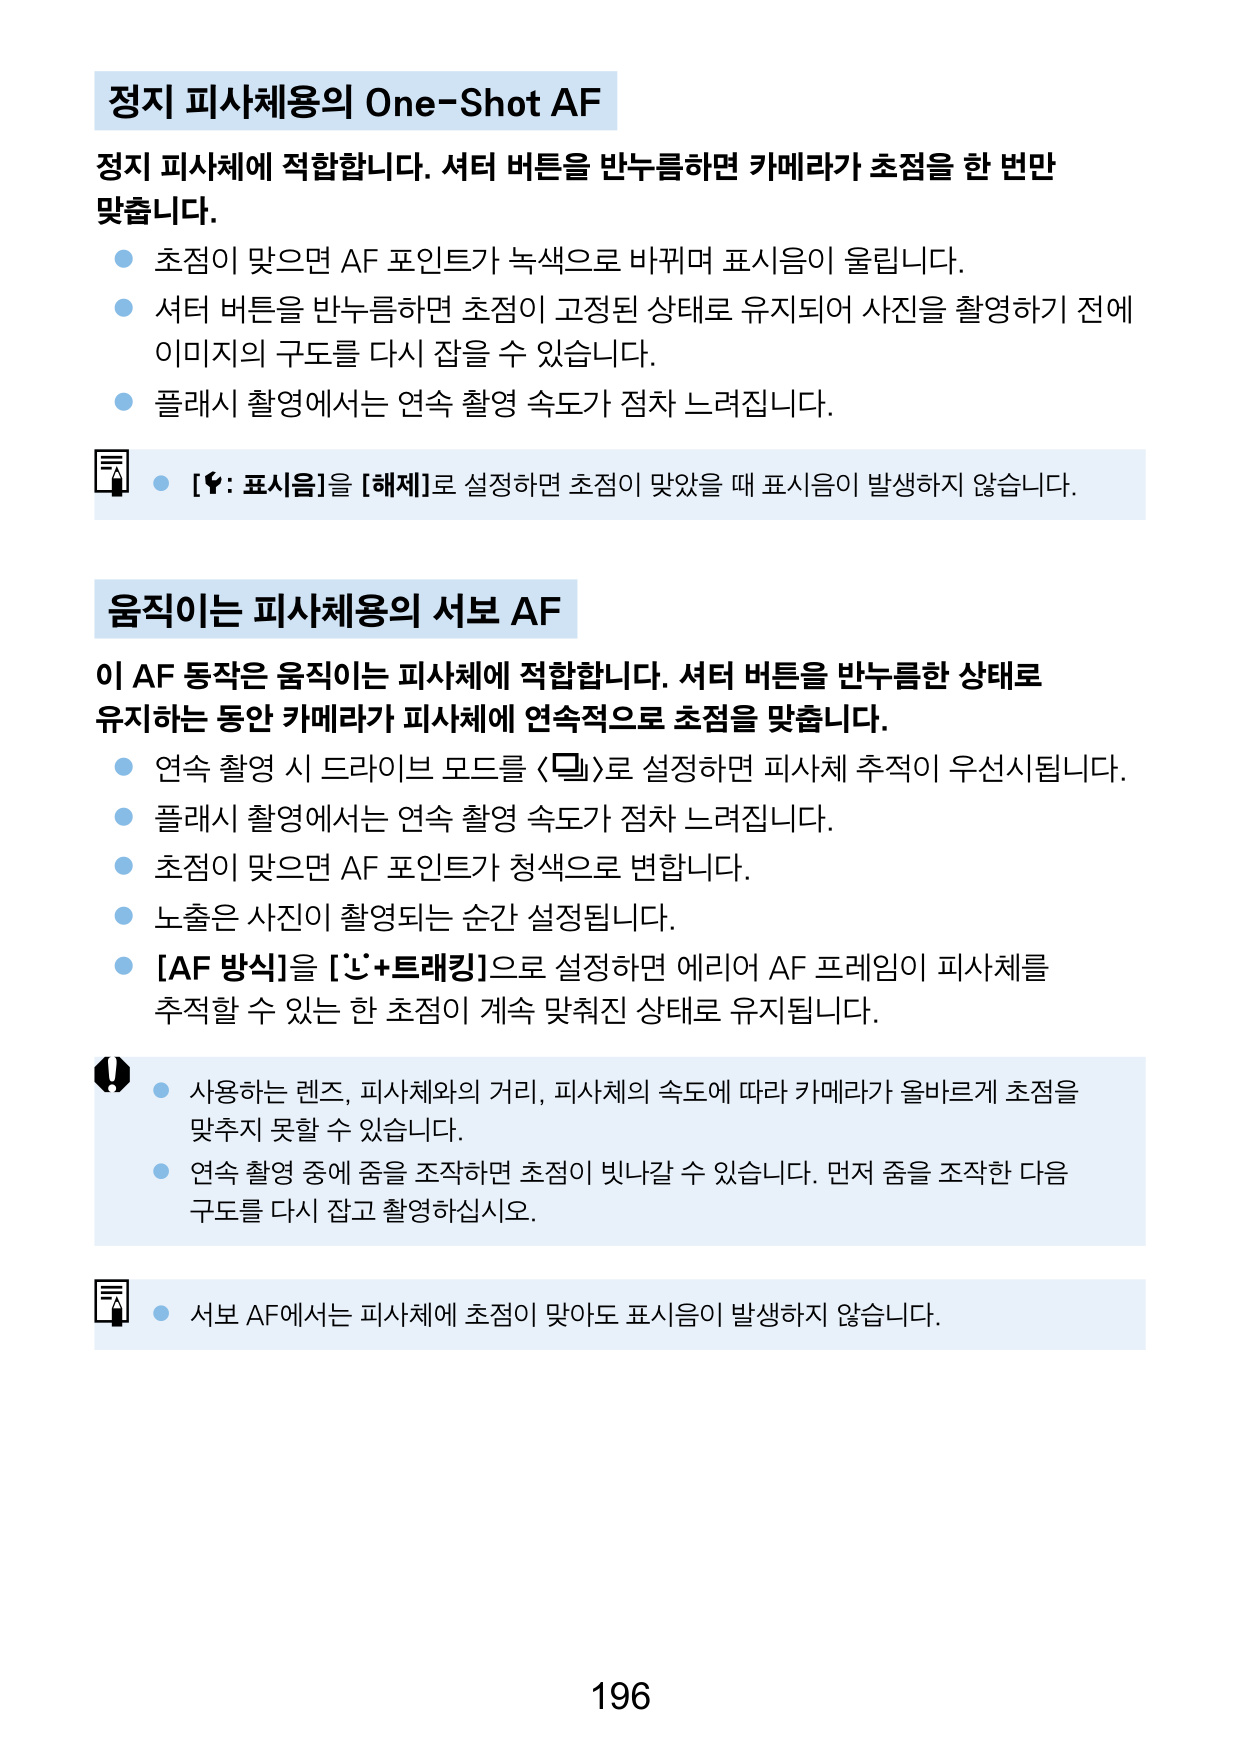 정지 피사체용의 One-Shot AF
정지 피사체에 적합합니다. 셔터 버튼을 반누름하면 카메라가 초점을 한 번만
맞춥니다.
● 초점이 맞으면 AF 포인트가 녹색으로 바뀌며 표시음이 울립니다.
● 셔터 버튼을 반누름하면 초점이 고정된 상태로 유지되어 사진을 촬영하기 전에
이미지의 구도를 다시 잡을 수 있습니다.
● 플래시 촬영에서는 연속 촬영 속도가 점차 느려집니다.
● [: 표시음]을 [해제]로 설정하면 초점이 맞았을 때 표시음이 발생하지 않습니다.
움직이는 피사체용의 서보 AF
이 AF 동작은 움직이는 피사체에 적합합니다. 셔터 버튼을 반누름한 상태로
유지하는 동안 카메라가 피사체에 연속적으로 초점을 맞춥니다.
● 연속 촬영 시 드라이브 모드를 〈〉로 설정하면 피사체 추적이 우선시됩니다.
● 플래시 촬영에서는 연속 촬영 속도가 점차 느려집니다.
● 초점이 맞으면 AF 포인트가 청색으로 변합니다.
● 노출은 사진이 촬영되는 순간 설정됩니다.
● [AF 방식]을 [+트래킹]으로 설정하면 에리어 AF 프레임이 피사체를
추적할 수 있는 한 초점이 계속 맞춰진 상태로 유지됩니다.
● 사용하는 렌즈, 피사체와의 거리, 피사체의 속도에 따라 카메라가 올바르게 초점을
맞추지 못할 수 있습니다.
● 연속 촬영 중에 줌을 조작하면 초점이 빗나갈 수 있습니다. 먼저 줌을 조작한 다음
구도를 다시 잡고 촬영하십시오.
● 서보 AF에서는 피사체에 초점이 맞아도 표시음이 발생하지 않습니다.
196